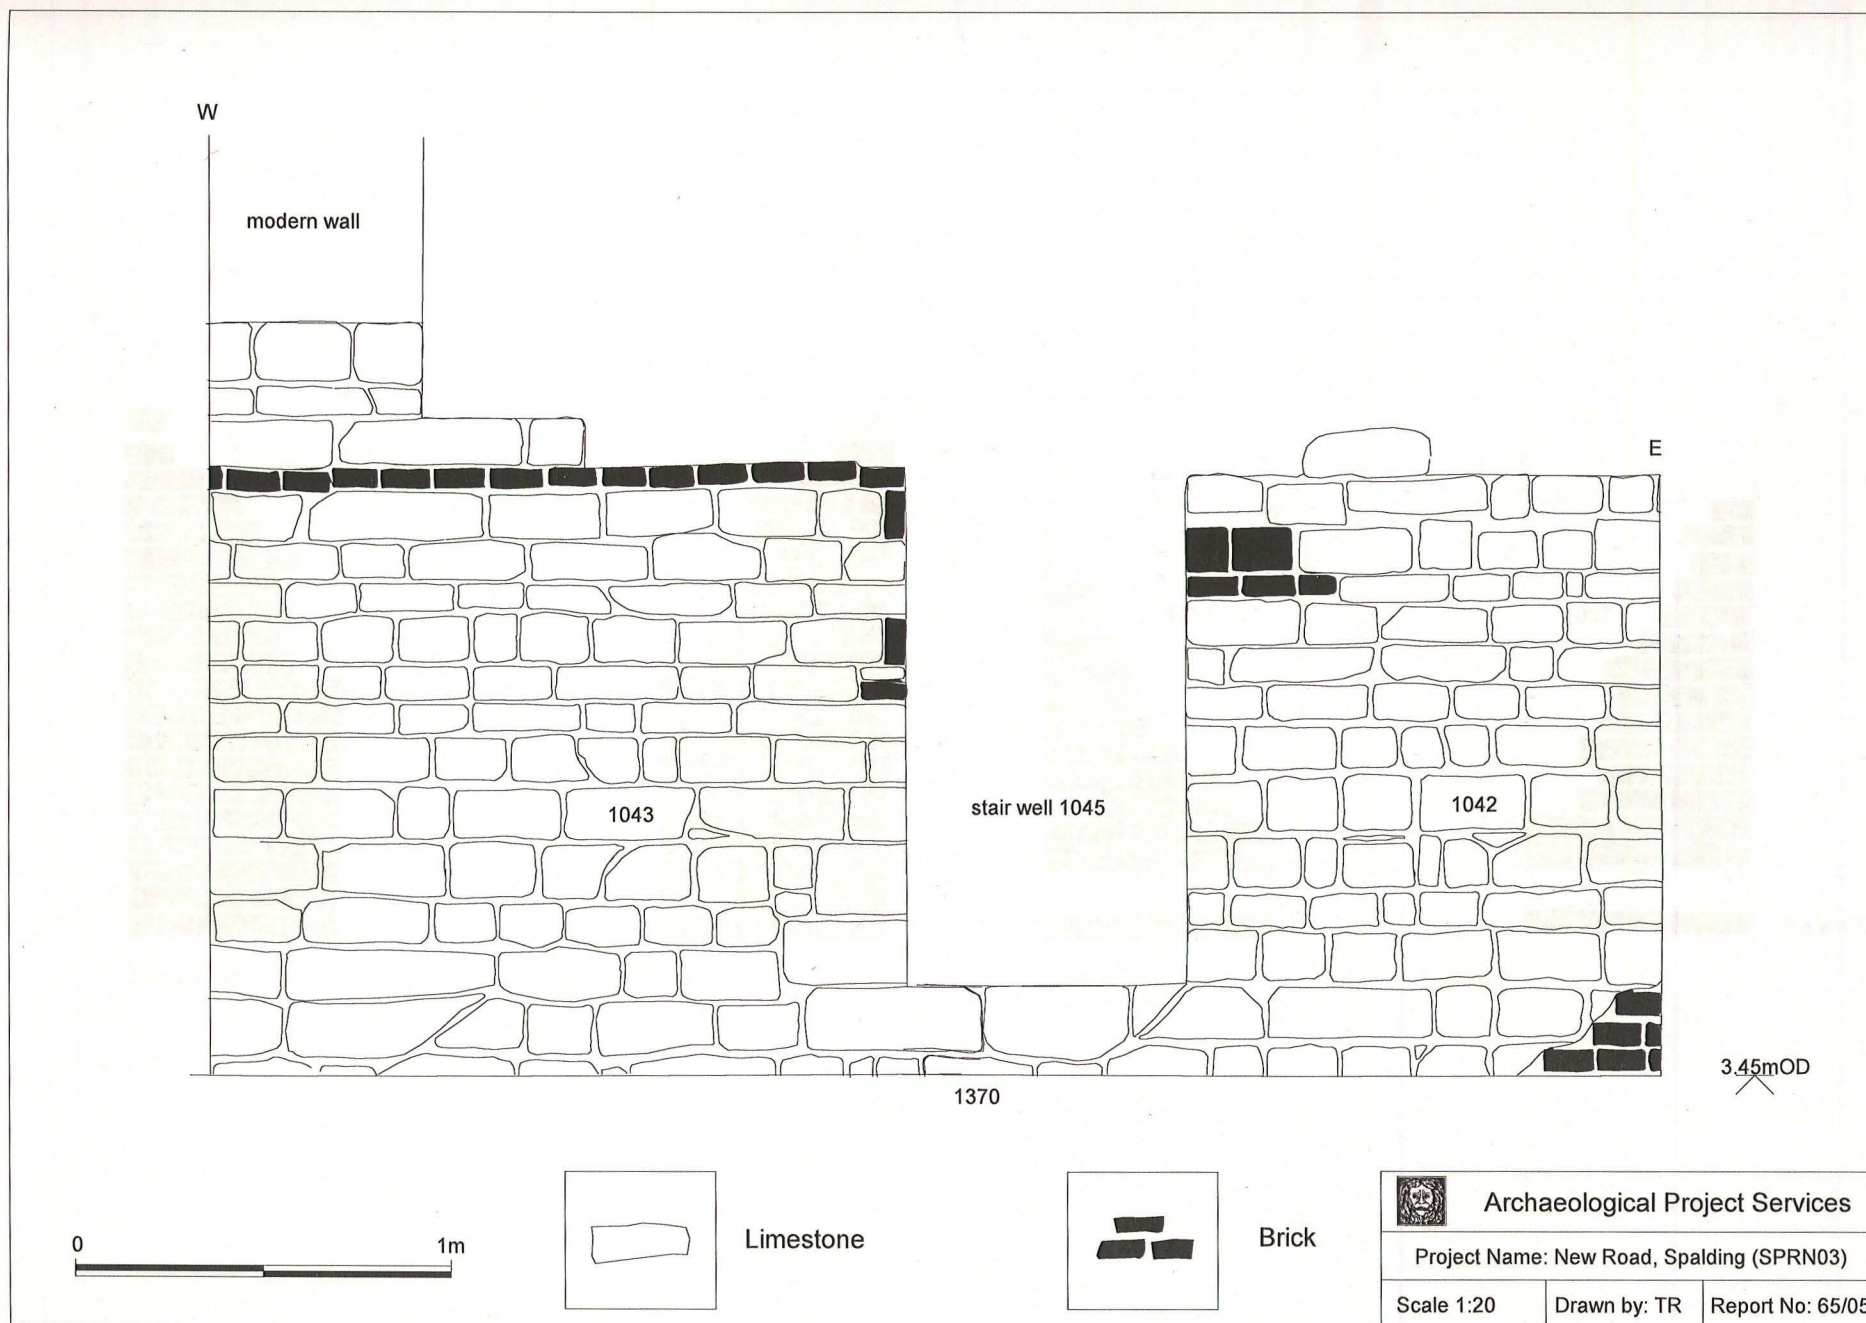 W
modern wall
E
1043
stair well 1045
1042
3.45mOD
1370
0
1m
Limestone
Brick
Archaeological Project Services
Project Name: New Road, Spalding (SPRN03)
Scale 1:20
Drawn by: TR
Report No: 65/05